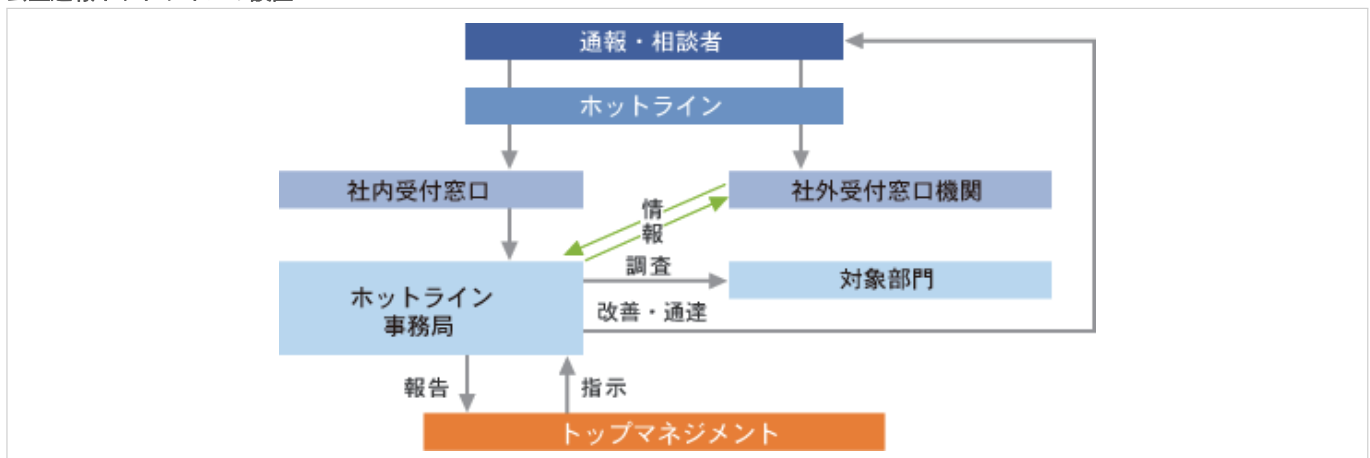 通報・相談者
ホットライン
社内受付窓口
社外受付窓口機関
情
報
調査
対象部門
ホットライン
事務局
改善・通達
報告
指示
トップマネジメント